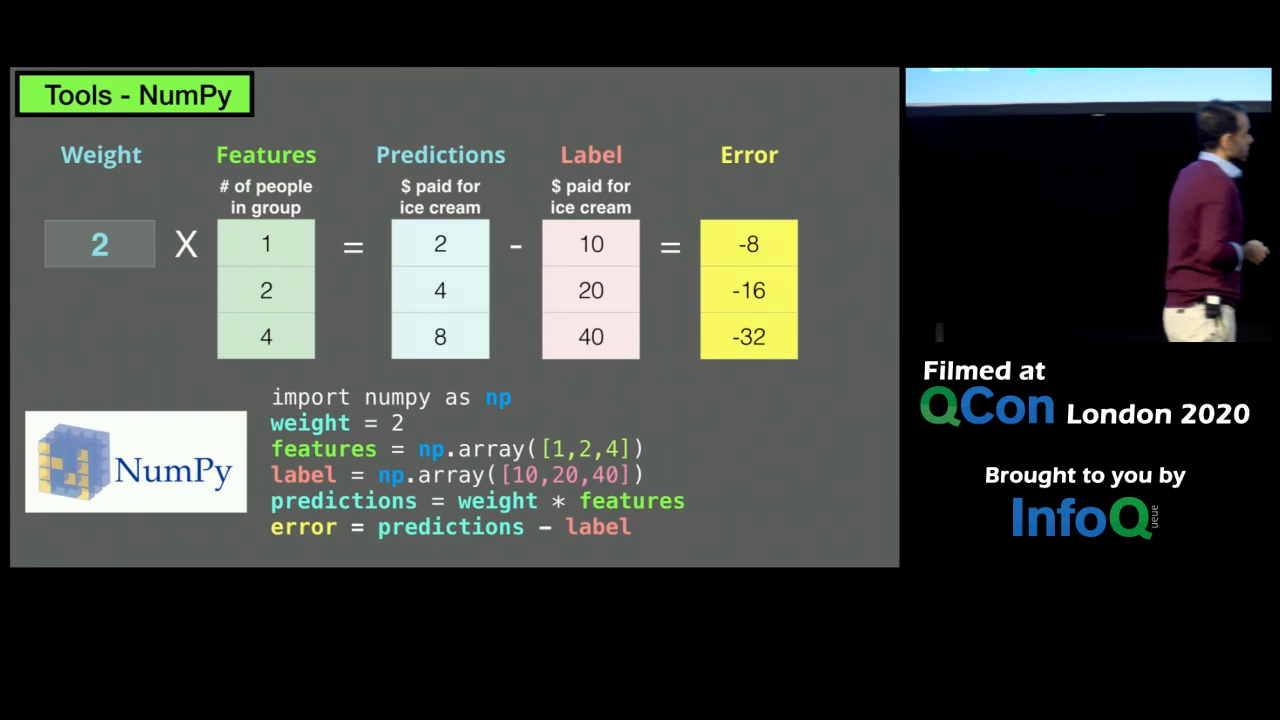 Tools - NumPy
Weight Features Predictions Label Error
# of people in group $ paid for ice cream $ paid for ice cream
2 X 1 = 2 - 10 = -8
2 4 20 -16
4 8 40 -32
import numpy as np
weight = 2
features = np.array([1,2,4])
label = np.array([10,20,40])
predictions = weight * features
error = predictions - label
NumPy
Filmed at
QCon London 2020
Brought to you by
InfoQ